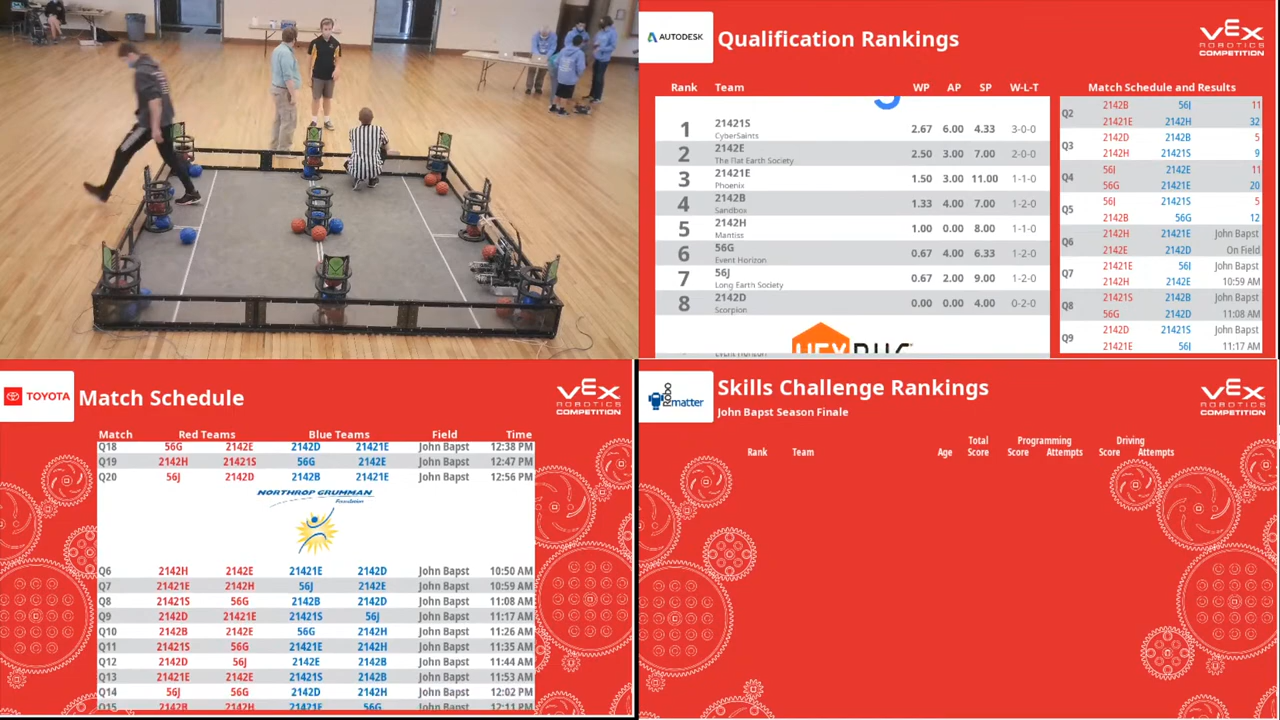 AUTODESK
Qualification Rankings
VEX
ROBOTICS
COMPETITION
Rank Team WP AP SP W-L-T
1 21421S 2.67 6.00 4.33 3-0-0
CyberSaints
2 2142E 2.50 3.00 7.00 2-0-0
The Flat Earth Society
3 21421E 1.50 3.00 11.00 1-1-0
Phoenix
4 2142B 1.33 4.00 7.00 1-2-0
Sandbox
5 2142H 1.00 0.00 8.00 1-1-0
Mantiss
6 56G 0.67 4.00 6.33 1-2-0
Event Horizon
7 56J 0.67 2.00 9.00 1-2-0
Long Earth Society
8 2142D 0.00 0.00 4.00 0-2-0
Scorpion
HEXBUG
Event Horizon
Match Schedule and Results
Q2 2142B 56J 11
21421E 2142H 32
Q3 2142D 2142B 5
2142H 21421S 9
Q4 56J 2142E 11
56G 21421E 20
Q5 56J 21421S 5
2142B 56G 12
Q6 2142H 21421E John Bapst
2142E 2142D On Field
Q7 21421E 56J John Bapst
2142H 2142E 10:59 AM
Q8 21421S 2142B John Bapst
56G 2142D 11:08 AM
Q9 2142D 21421S John Bapst
21421E 56J 11:17 AM
TOYOTA
Match Schedule
VEX
ROBOTICS
COMPETITION
Match Red Teams Blue Teams Field Time
Q18 56G 2142E 2142D 21421E John Bapst 12:38 PM
Q19 2142H 21421S 56G 2142E John Bapst 12:47 PM
Q20 56J 2142D 2142B 21421E John Bapst 12:56 PM
NORTHROP GRUMMAN
Foundation
Q6 2142H 2142E 21421E 2142D John Bapst 10:50 AM
Q7 21421E 2142H 56J 2142E John Bapst 10:59 AM
Q8 21421S 56G 2142B 2142D John Bapst 11:08 AM
Q9 2142D 21421E 21421S 56J John Bapst 11:17 AM
Q10 2142B 2142E 56G 2142H John Bapst 11:26 AM
Q11 21421S 56G 21421E 2142H John Bapst 11:35 AM
Q12 2142D 56J 2142E 2142B John Bapst 11:44 AM
Q13 21421E 2142E 21421S 2142B John Bapst 11:53 AM
Q14 56J 56G 2142D 2142H John Bapst 12:02 PM
Q15 2142B 2142H 21421E 56G John Bapst 12:11 PM
Robomatter
Skills Challenge Rankings
John Bapst Season Finale
VEX
ROBOTICS
COMPETITION
Total Programming Driving
Rank Team Age Score Score Attempts Score Attempts